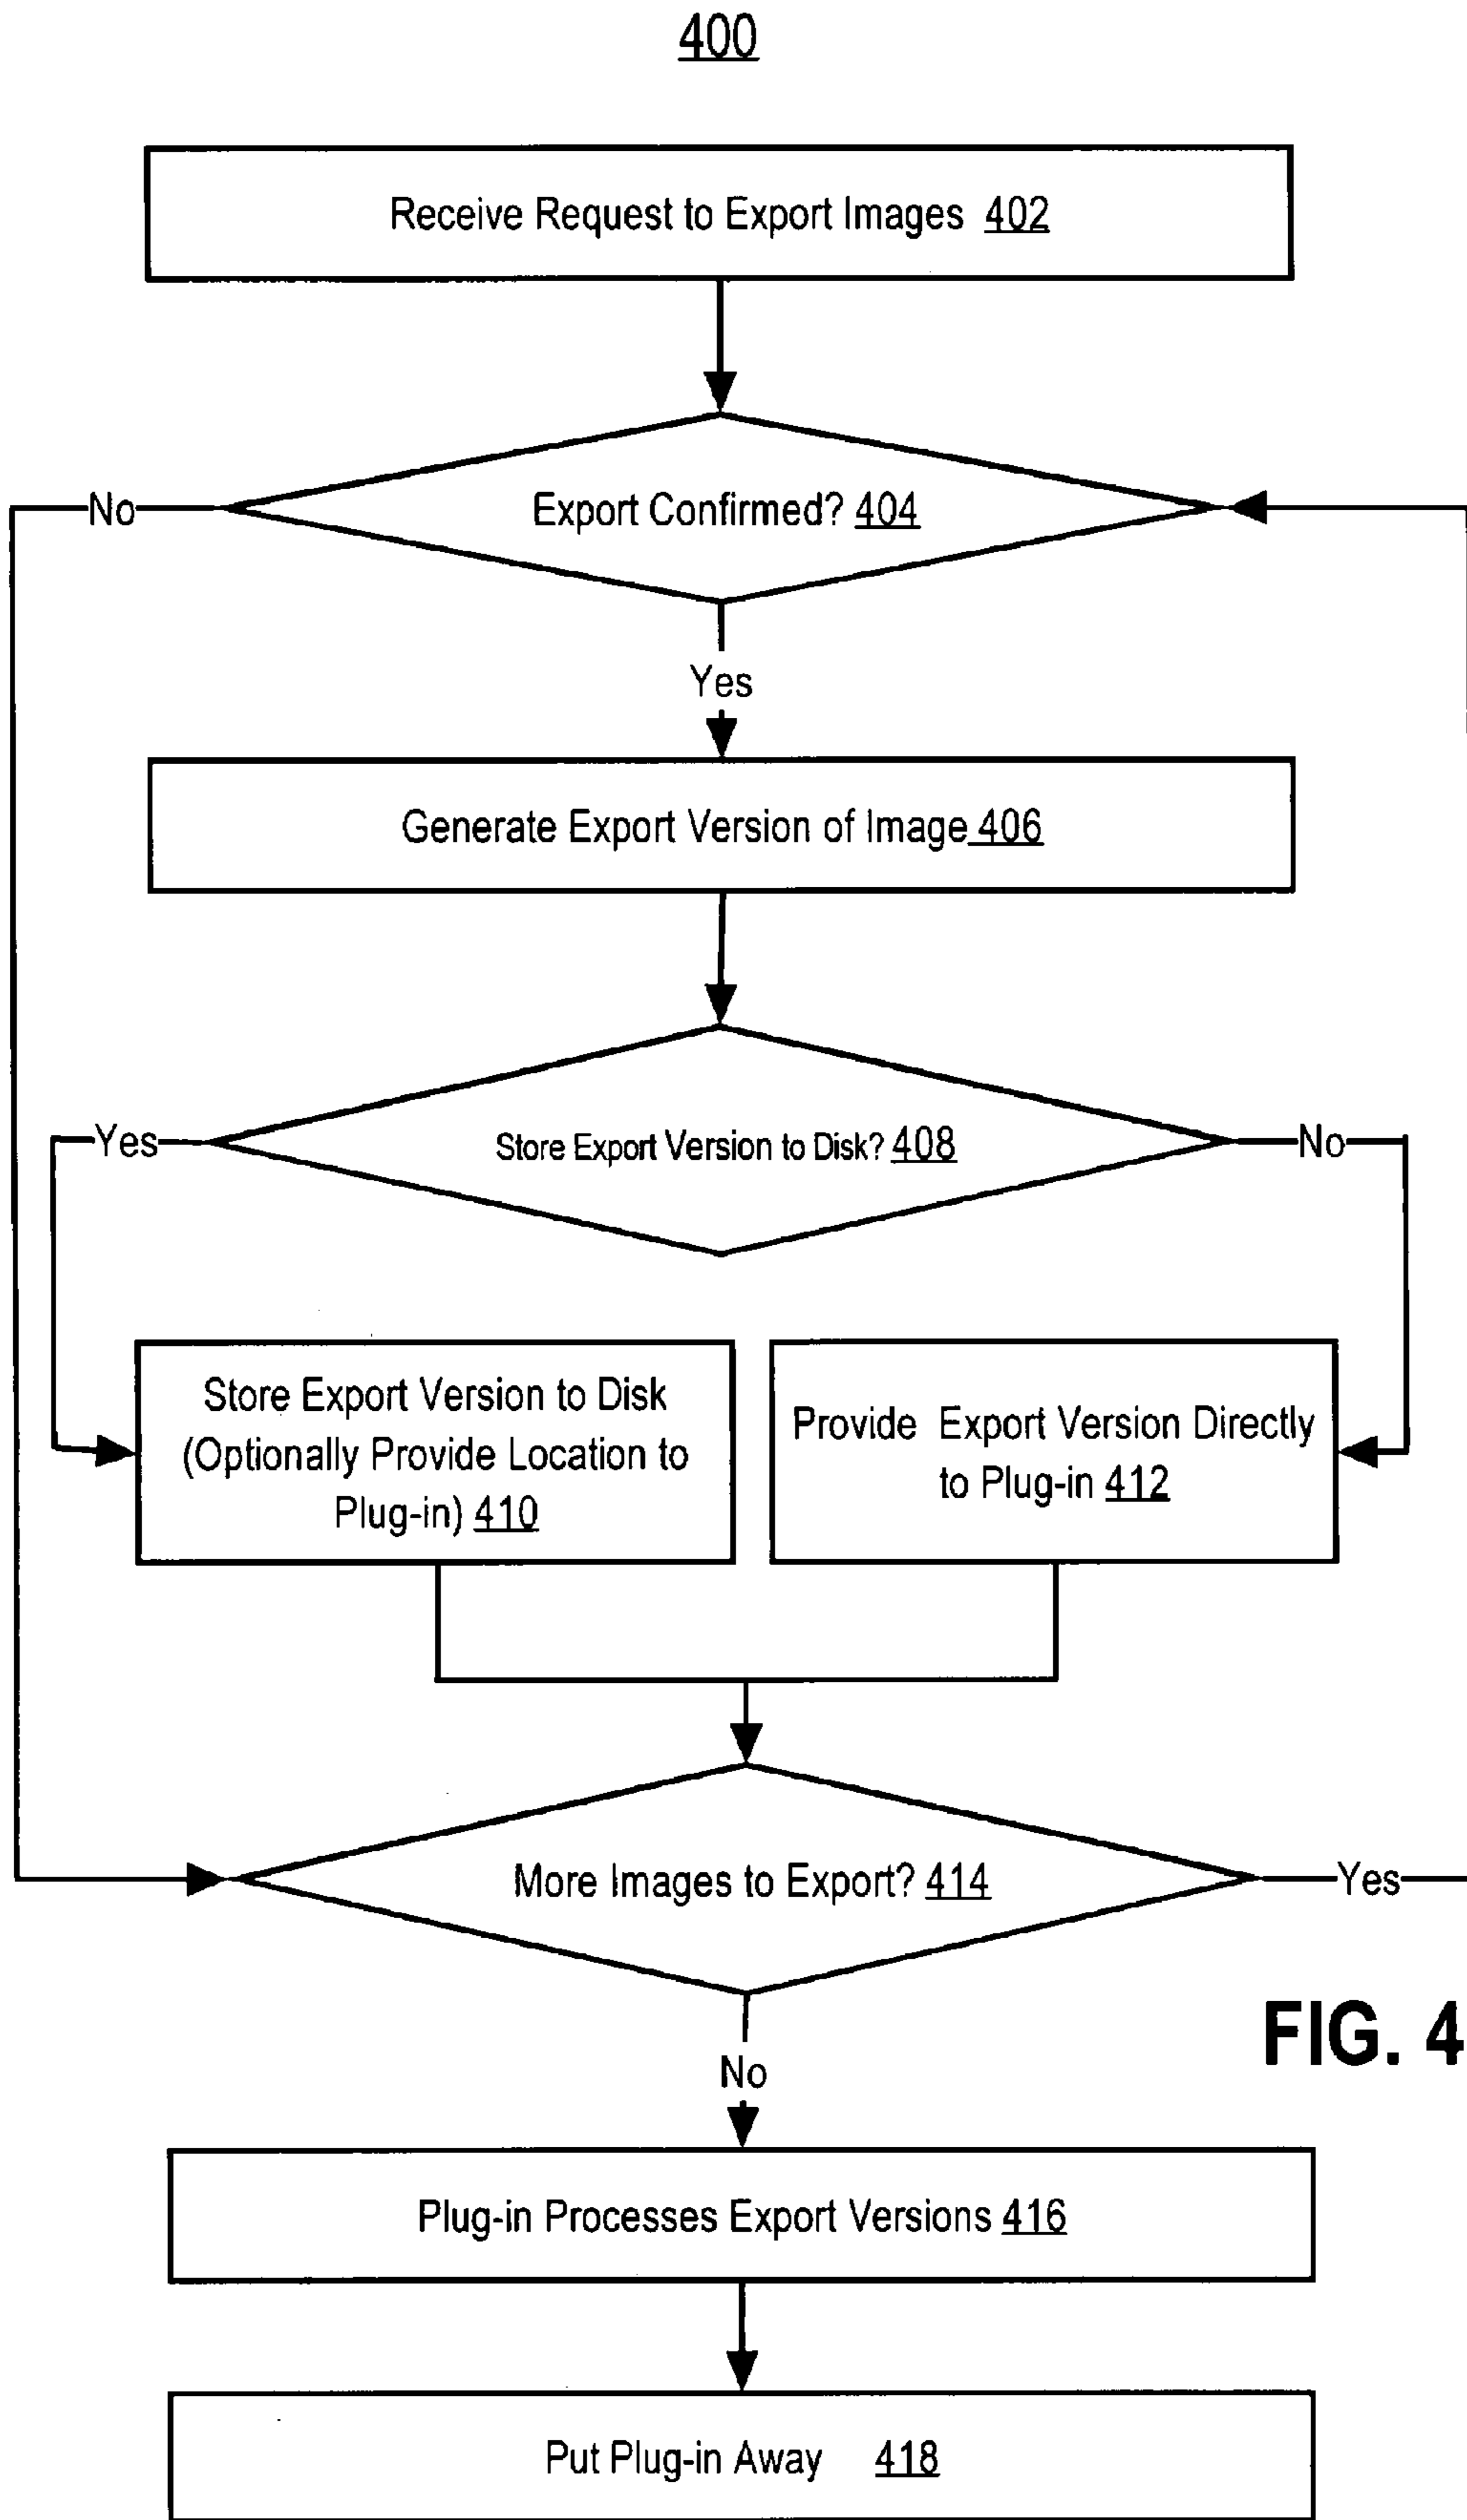 400
Receive Request to Export Images 402
No
Export Confirmed? 404
Yes
Generate Export Version of Image 406
Yes
Store Export Version to Disk? 408
No
Store Export Version to Disk
(Optionally Provide Location to
Plug-in) 410
Provide Export Version Directly
to Plug-in 412
More Images to Export? 414
Yes
FIG. 4
No
Plug-in Processes Export Versions 416
Put Plug-in Away 418